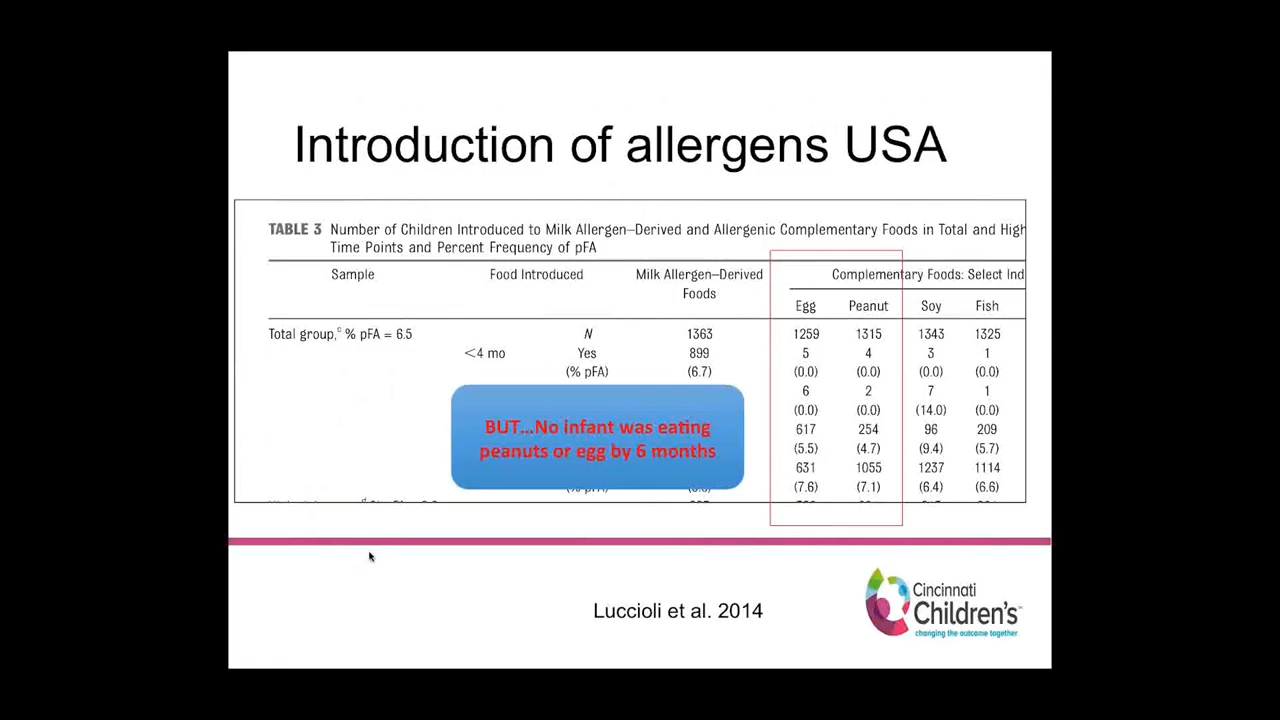 Introduction of allergens USA
TABLE 3 Number of Children Introduced to Milk Allergen–Derived and Allergenic Complementary Foods in Total and High
Time Points and Percent Frequency of pFA
Sample Food Introduced Milk Allergen–Derived Foods Complementary Foods: Select Ind
Egg Peanut Soy Fish
Total group,c % pFA = 6.5 N 1363 1259 1315 1343 1325
<4 mo Yes 899 5 4 3 1
(% pFA) (6.7) (0.0) (0.0) (0.0) (0.0)
6 2 7 1
(0.0) (0.0) (14.0) (0.0)
617 254 96 209
(5.5) (4.7) (9.4) (5.7)
631 1055 1237 1114
(7.6) (7.1) (6.4) (6.6)
BUT...No infant was eating
peanuts or egg by 6 months
Luccioli et al. 2014
Cincinnati
Children's™
changing the outcome together